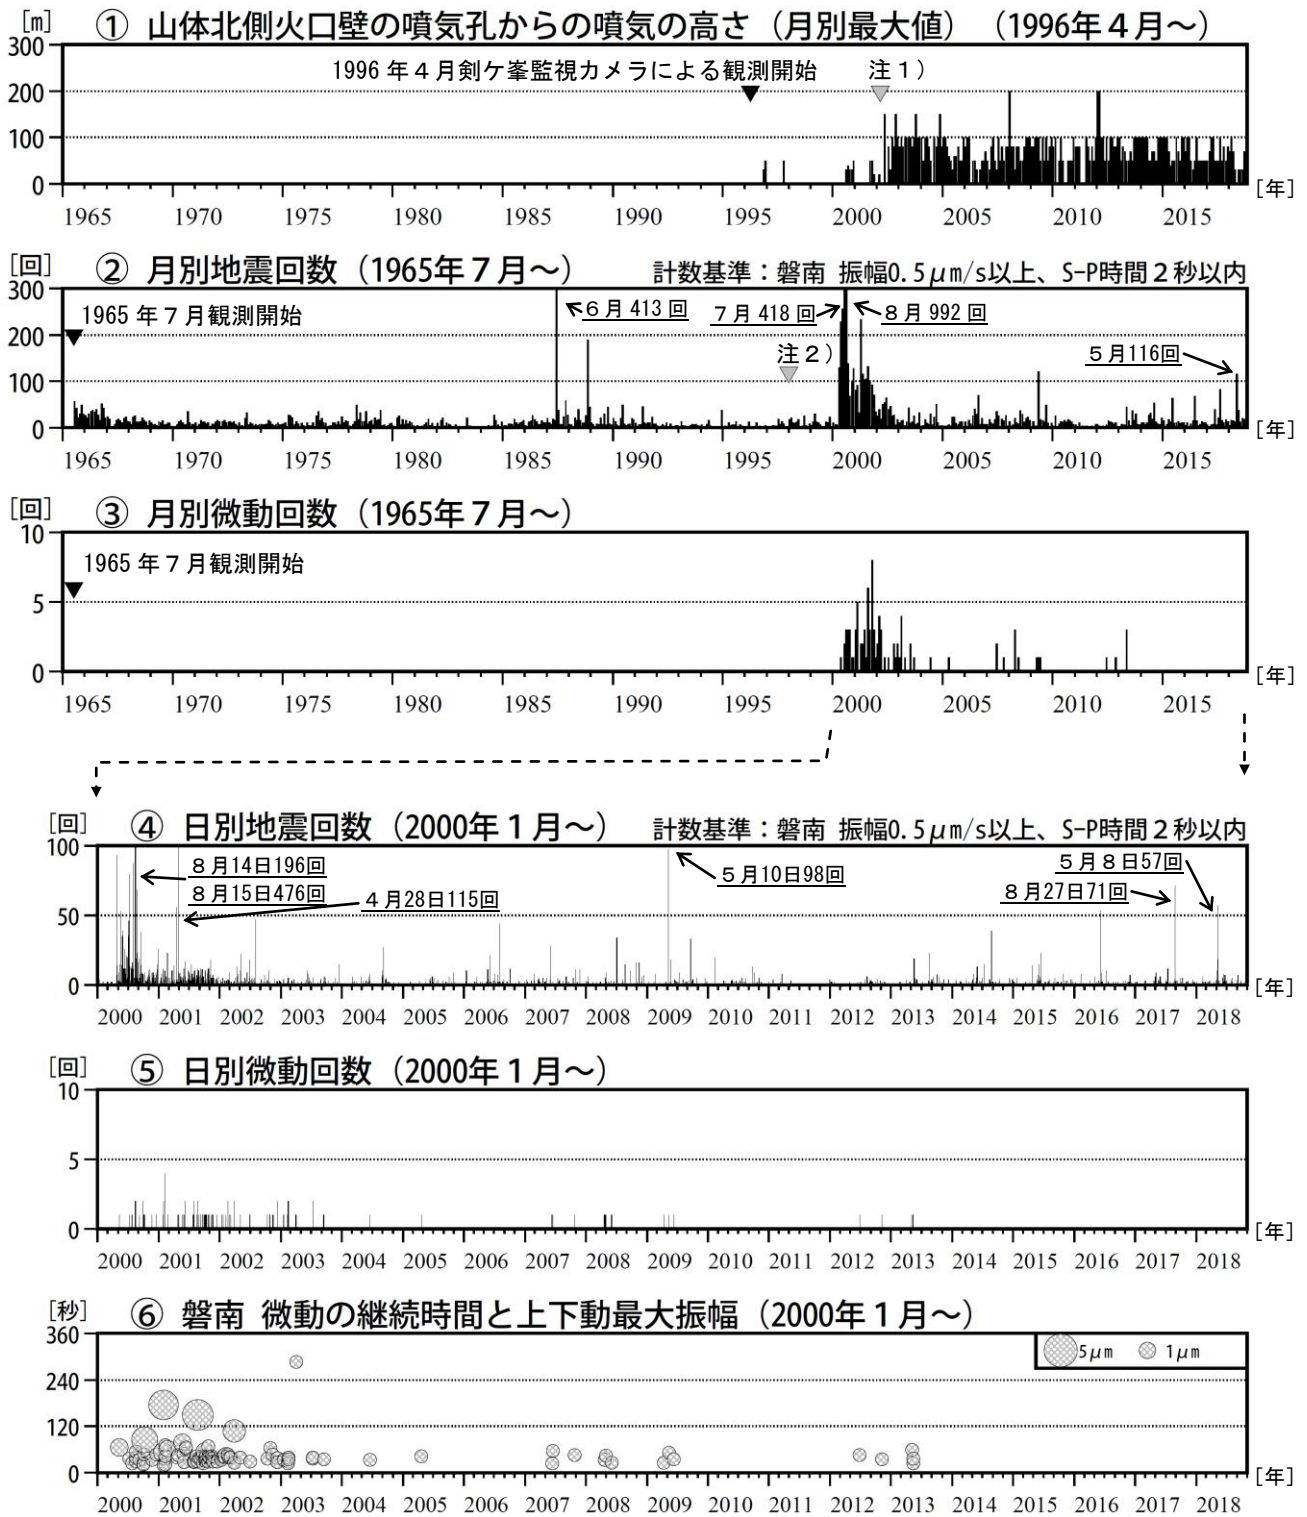 [m] ① 山体北側火口壁の噴気孔からの噴気の高さ（月別最大値）（1996年４月～）
300
1996 年４月剣ケ峯監視カメラによる観測開始 注１）
200
100
0
1965 1970 1975 1980 1985 1990 1995 2000 2005 2010 2015 [年]
[回] ② 月別地震回数（1965年７月～） 計数基準：磐南 振幅0.5μm/s以上、S-P時間２秒以内
300
1965 年７月観測開始 ６月 413 回 ７月 418 回 ８月 992 回
200
注２） ５月116回
100
0
1965 1970 1975 1980 1985 1990 1995 2000 2005 2010 2015 [年]
[回] ③ 月別微動回数（1965年７月～）
10
1965 年７月観測開始
5
0
1965 1970 1975 1980 1985 1990 1995 2000 2005 2010 2015 [年]
[回] ④ 日別地震回数（2000年１月～） 計数基準：磐南 振幅0.5μm/s以上、S-P時間２秒以内
100
８月14日196回 ５月10日98回 ５月８日57回
８月15日476回 ４月28日115回 ８月27日71回
50
0
2000 2001 2002 2003 2004 2005 2006 2007 2008 2009 2010 2011 2012 2013 2014 2015 2016 2017 2018 [年]
[回] ⑤ 日別微動回数（2000年１月～）
10
5
0
2000 2001 2002 2003 2004 2005 2006 2007 2008 2009 2010 2011 2012 2013 2014 2015 2016 2017 2018 [年]
[秒] ⑥ 磐南 微動の継続時間と上下動最大振幅（2000年１月～）
360
5μm 1μm
240
120
0
2000 2001 2002 2003 2004 2005 2006 2007 2008 2009 2010 2011 2012 2013 2014 2015 2016 2017 2018 [年]